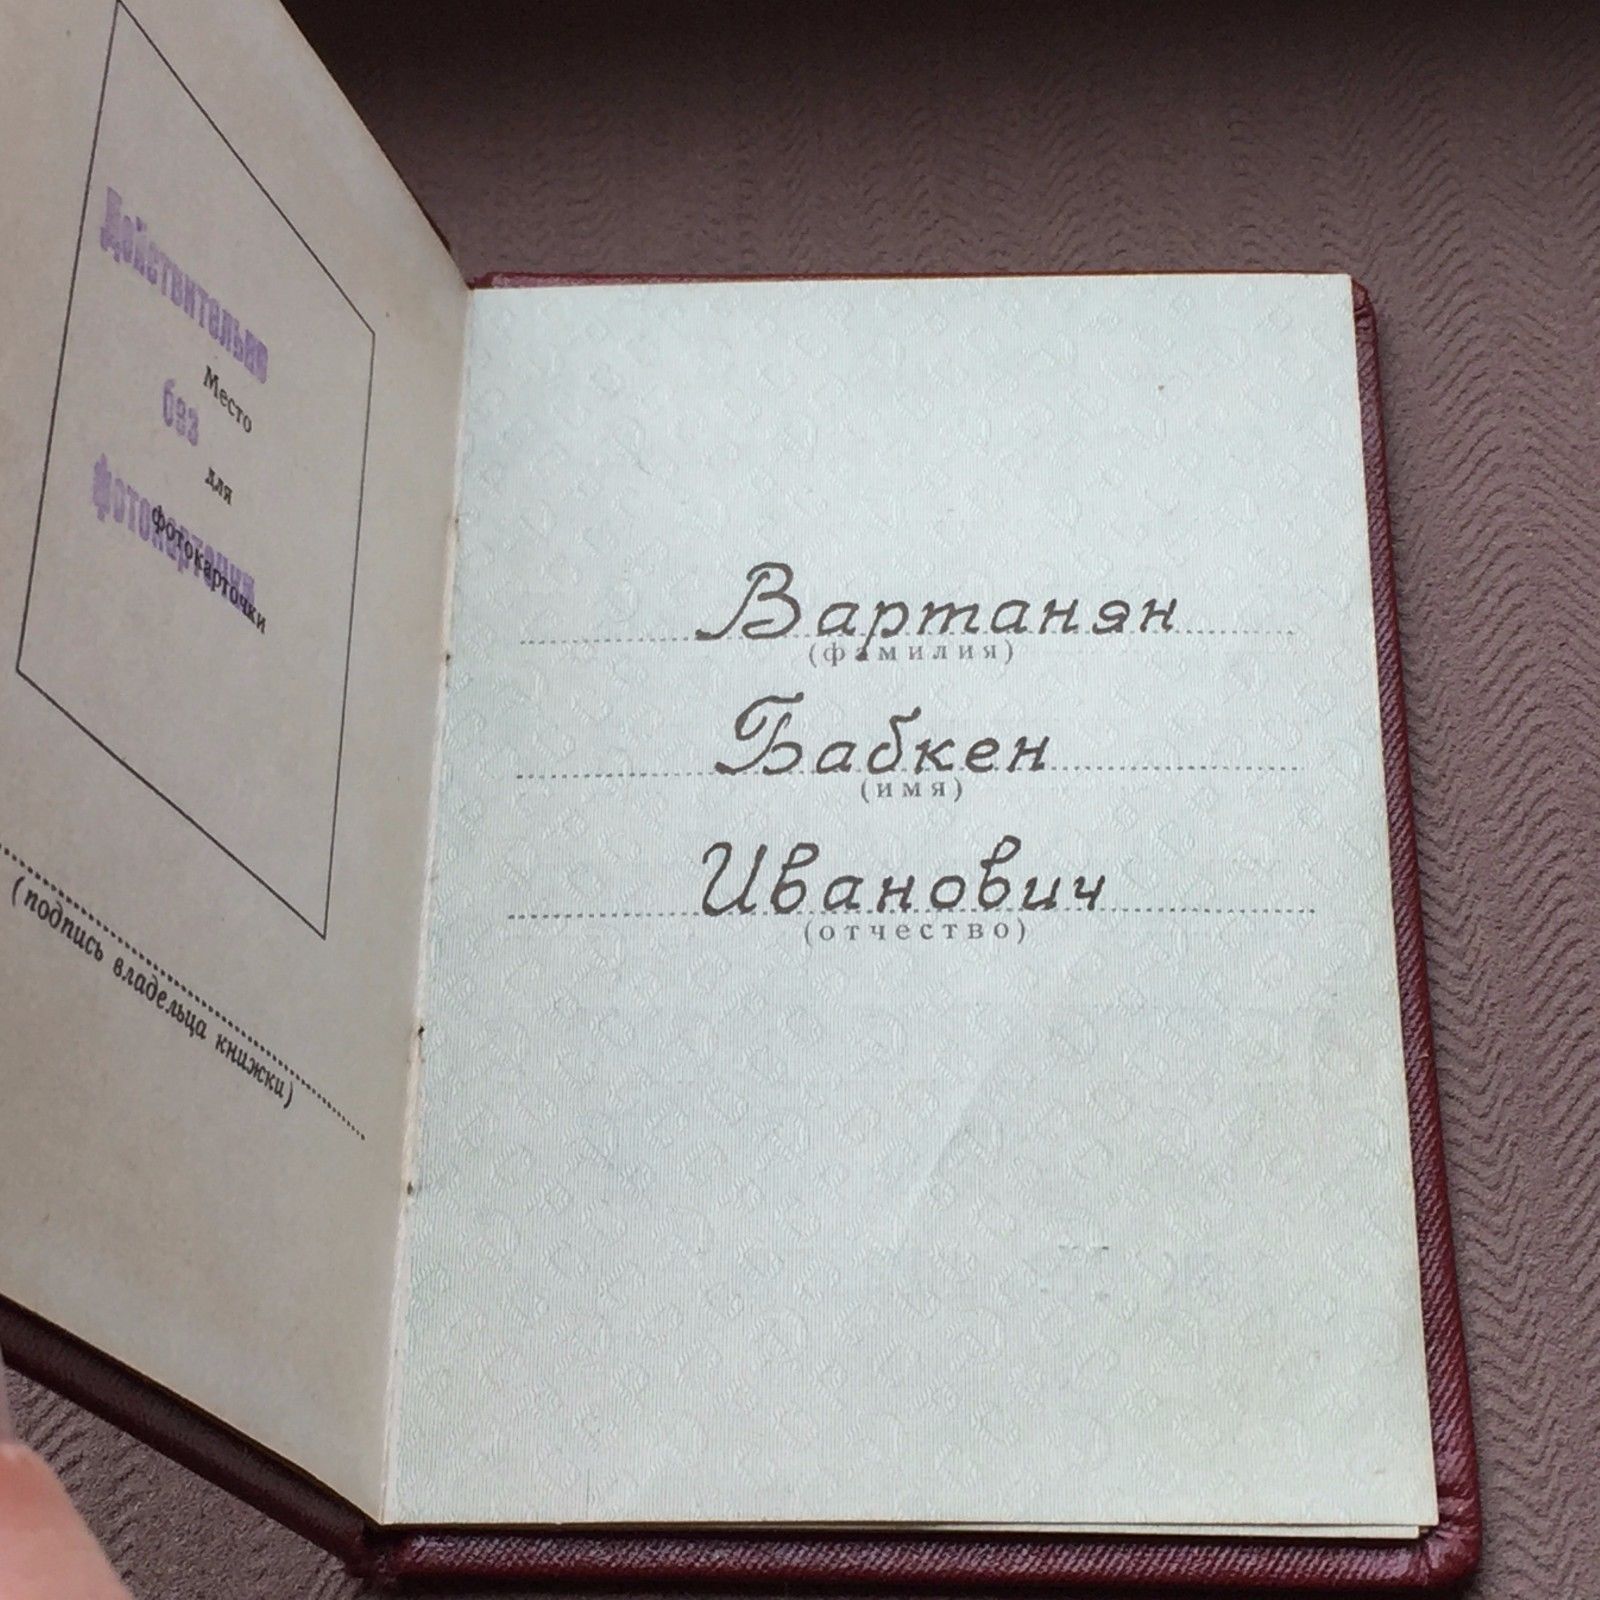 Действительно
без
фотокарточки
Место
для
фотокарточки
(подпись владельца книжки)
Вартанян
(фамилия)
Бабкен
(имя)
Иванович
(отчество)